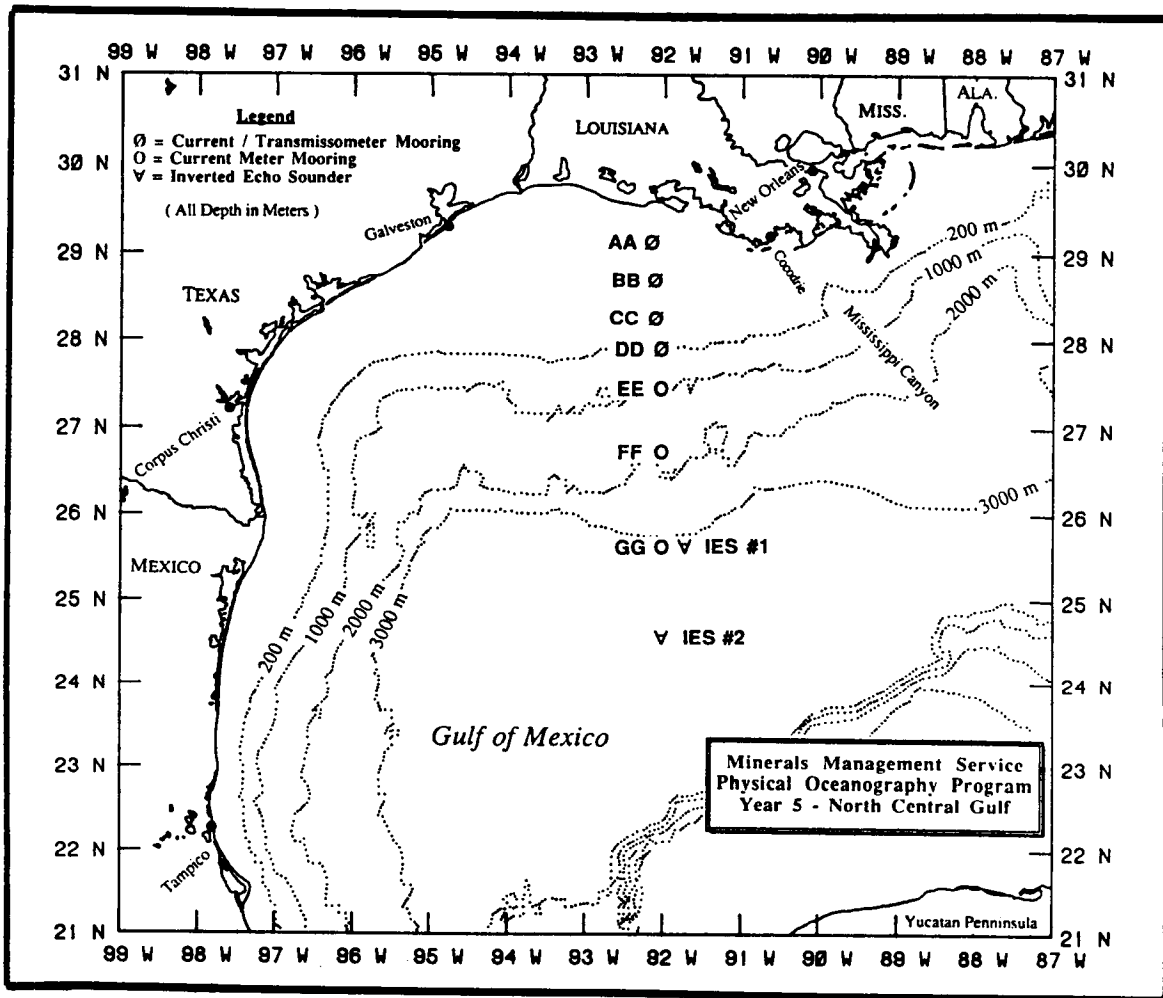 99 W 98 W 97 W 96 W 95 W 94 W 93 W 92 W 91 W 90 W 89 W 88 W 87 W
31 N
31 N
Legend
Ø = Current / Transmissometer Mooring
O = Current Meter Mooring
∀ = Inverted Echo Sounder
( All Depth in Meters )
LOUISIANA
MISS.
ALA.
30 N
30 N
New Orleans
Galveston
AA Ø
200 m
29 N
29 N
Cocodrie
1000 m
BB Ø
TEXAS
2000 m
CC Ø
Mississippi Canyon
28 N
28 N
DD Ø
EE O ∀
Corpus Christi
27 N
27 N
FF O
26 N
3000 m
26 N
GG O ∀ IES #1
MEXICO
25 N
25 N
∀ IES #2
200 m
1000 m
2000 m
3000 m
24 N
24 N
Gulf of Mexico
23 N
23 N
Minerals Management Service
Physical Oceanography Program
Year 5 - North Central Gulf
22 N
22 N
Tampico
Yucatan Penninsula
21 N
21 N
99 W 98 W 97 W 96 W 95 W 94 W 93 W 92 W 91 W 90 W 89 W 88 W 87 W